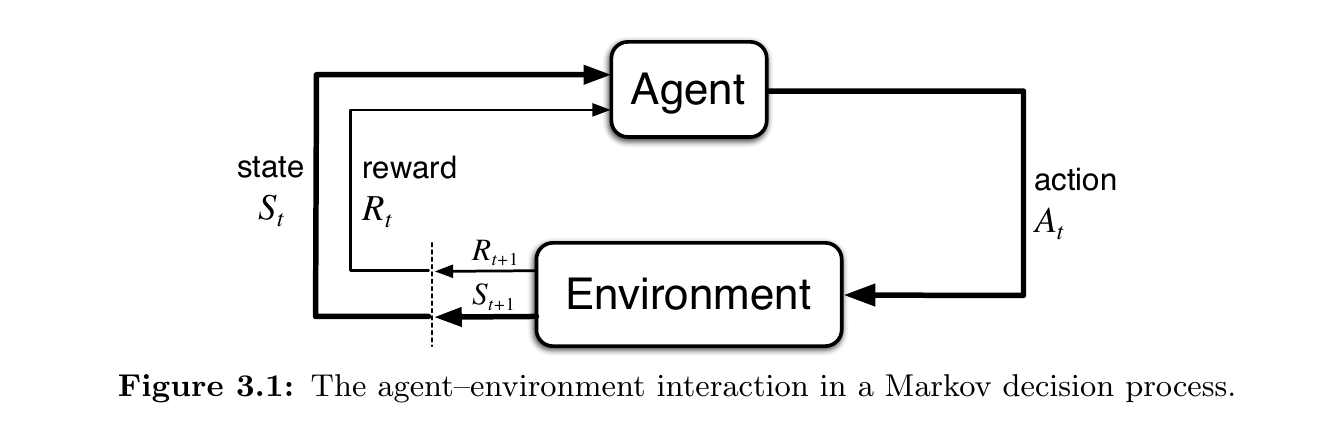 Agent
state
reward
S_t
R_t
action
A_t
R_{t+1}
S_{t+1}
Environment
Figure 3.1: The agent–environment interaction in a Markov decision process.